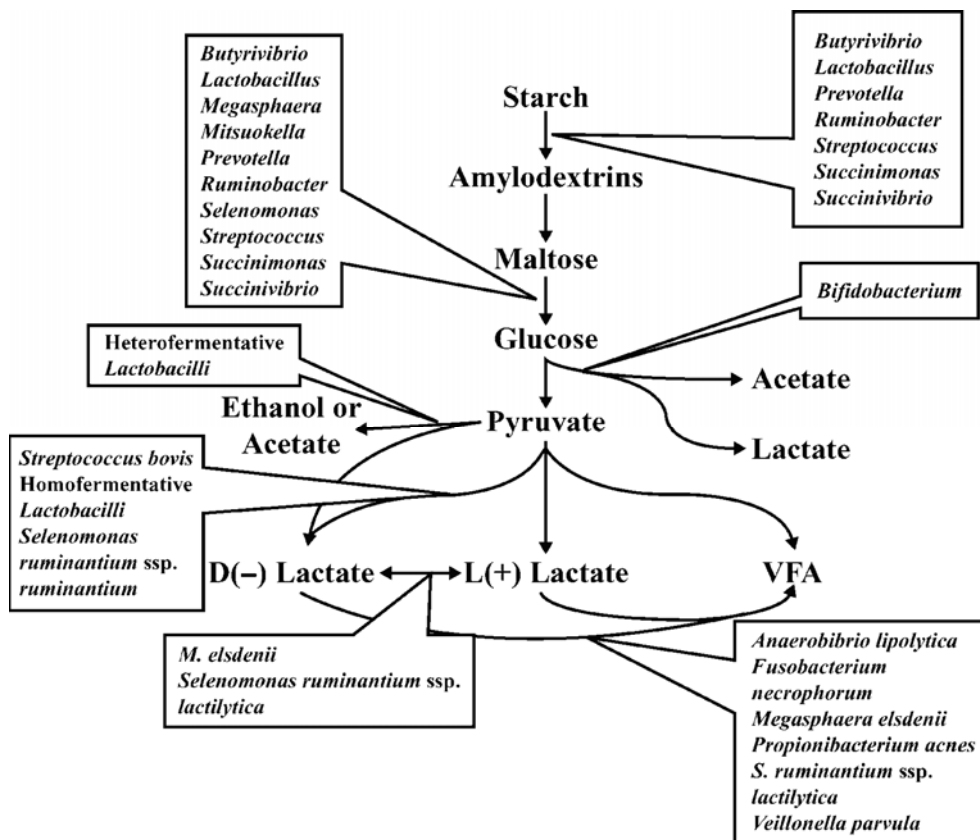 Butyrivibrio
Lactobacillus
Megasphaera
Mitsuokella
Prevotella
Ruminobacter
Selenomonas
Streptococcus
Succinimonas
Succinivibrio
Starch
Butyrivibrio
Lactobacillus
Prevotella
Ruminobacter
Streptococcus
Succinimonas
Succinivibrio
Amylodextrins
Maltose
Bifidobacterium
Glucose
Heterofermentative
Lactobacilli
Acetate
Ethanol or
Acetate
Pyruvate
Lactate
Streptococcus bovis
Homofermentative
Lactobacilli
Selenomonas
ruminantium ssp.
ruminantium
D(−) Lactate
L(+) Lactate
VFA
M. elsdenii
Selenomonas ruminantium ssp.
lactilytica
Anaerobibrio lipolytica
Fusobacterium
necrophorum
Megasphaera elsdenii
Propionibacterium acnes
S. ruminantium ssp.
lactilytica
Veillonella parvula